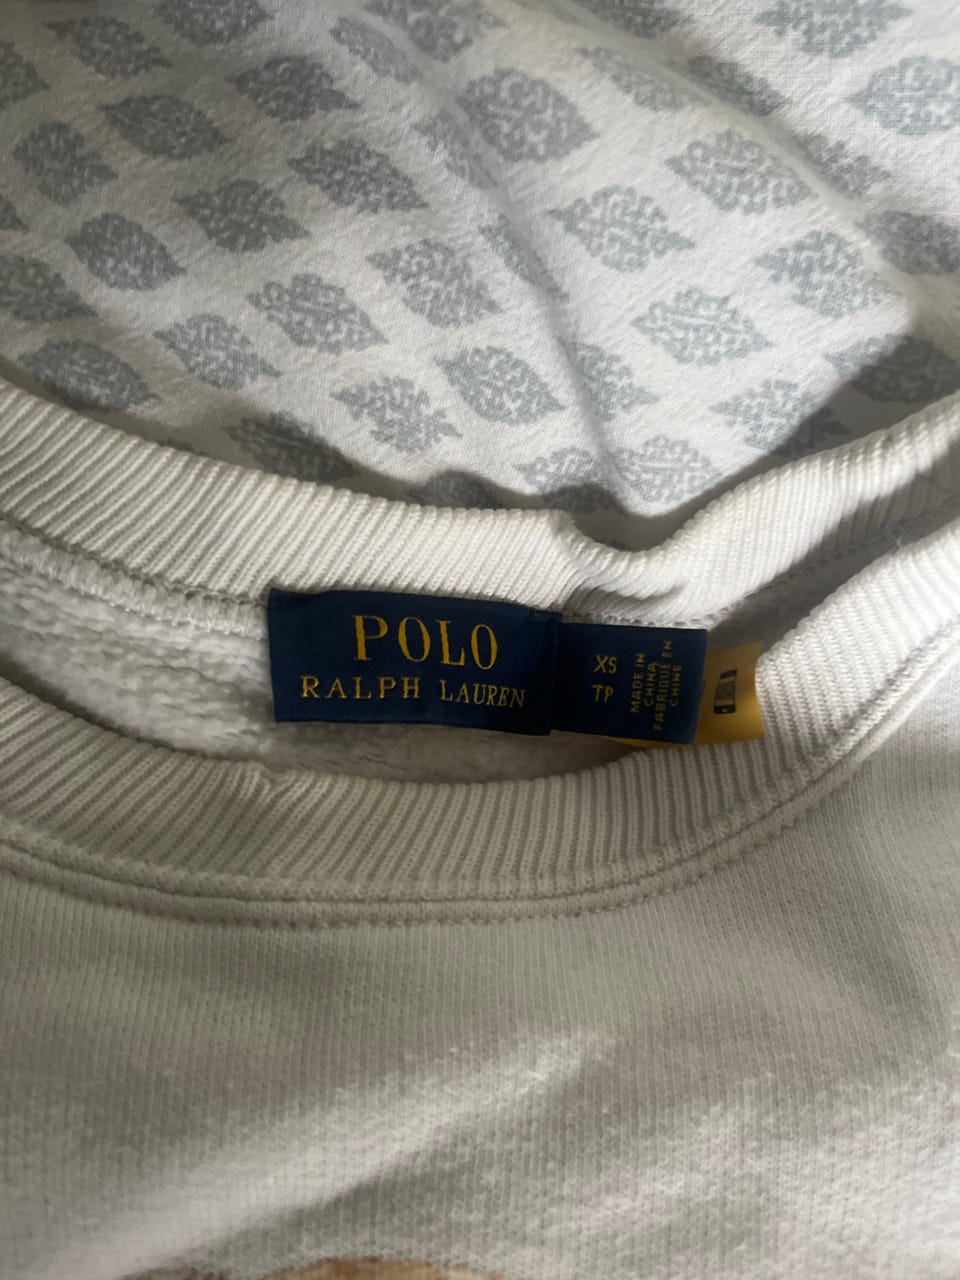 POLO
RALPH LAUREN
XS
TP
MADE IN
CHINA
FABRIQUÉ EN
CHINE